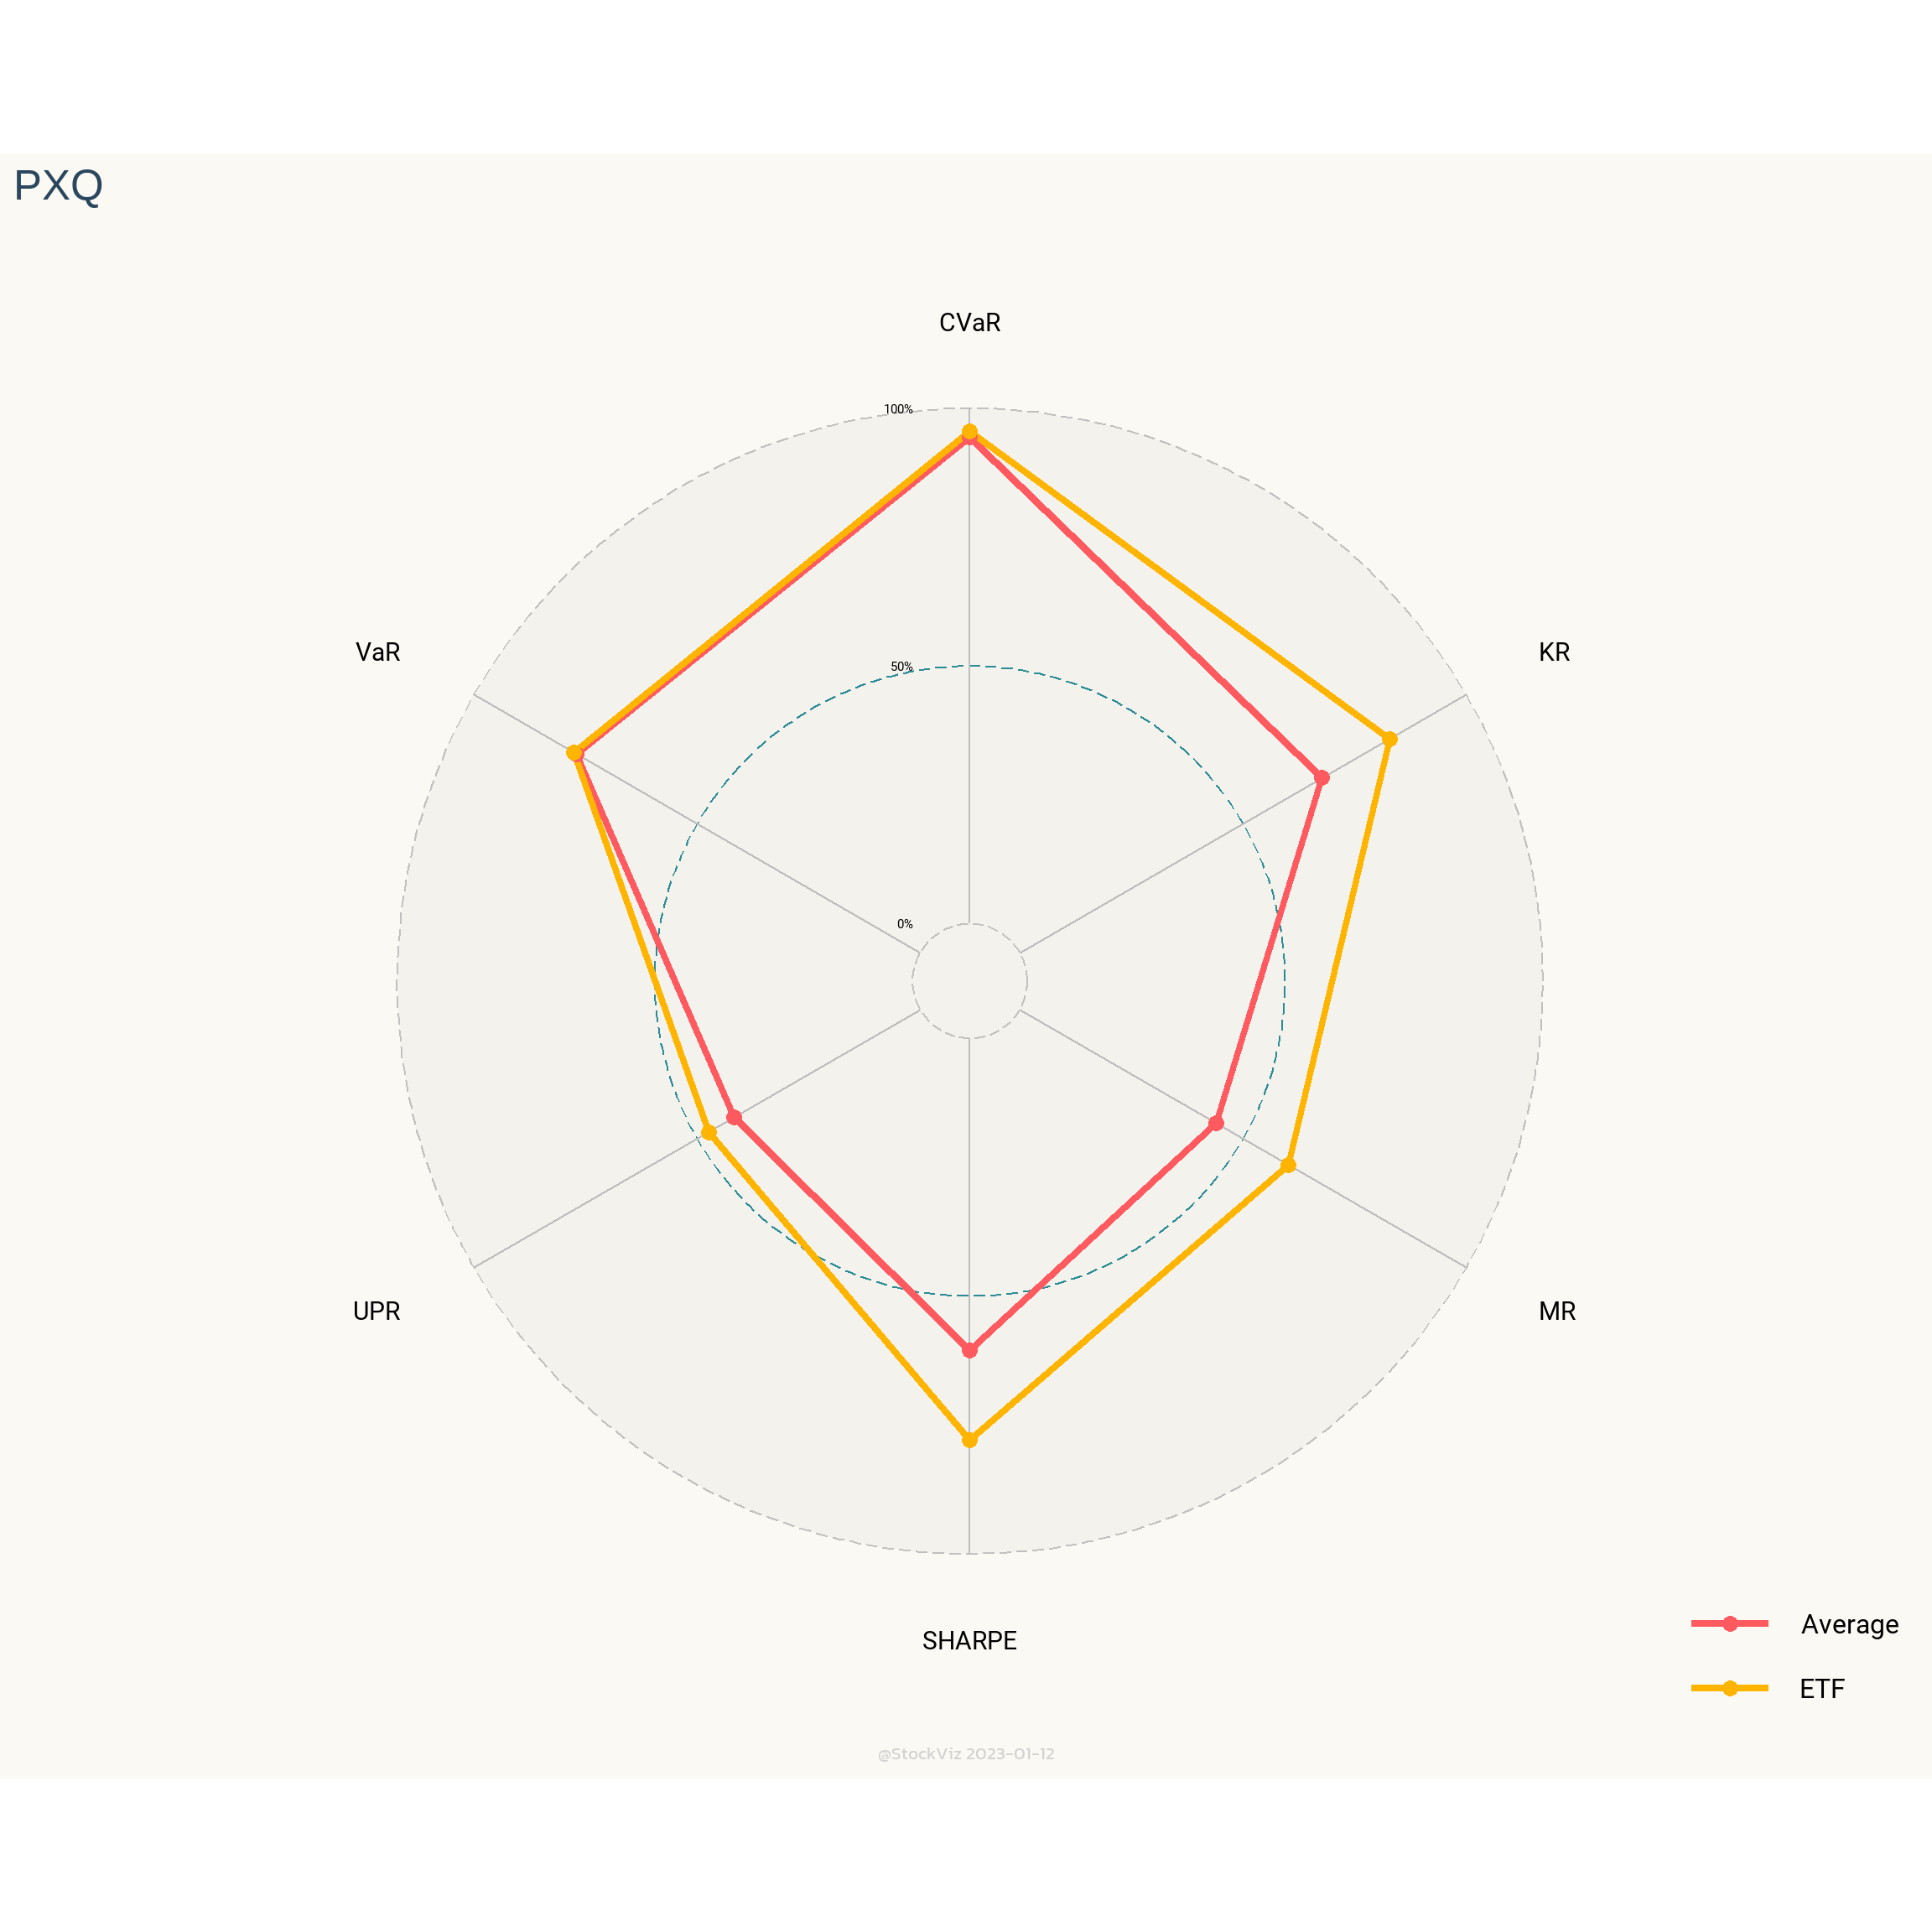 PXQ
CVaR
100%
VaR
KR
50%
0%
UPR
MR
SHARPE
Average
ETF
@StockViz 2023-01-12